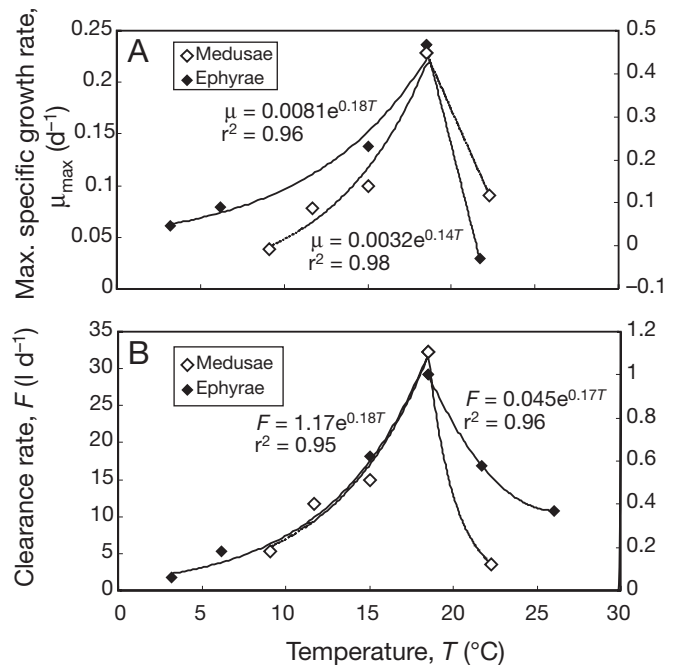 A
Medusae
Ephyrae
μ = 0.0081e^0.18T
r² = 0.96
μ = 0.0032e^0.14T
r² = 0.98
Max. specific growth rate,
μmax (d⁻¹)
0.25
0.2
0.15
0.1
0.05
0
0.5
0.4
0.3
0.2
0.1
0
–0.1
B
Medusae
Ephyrae
F = 1.17e^0.18T
r² = 0.95
F = 0.045e^0.17T
r² = 0.96
Clearance rate, F (l d⁻¹)
35
30
25
20
15
10
5
0
1.2
1
0.8
0.6
0.4
0.2
0
0 5 10 15 20 25 30
Temperature, T (°C)